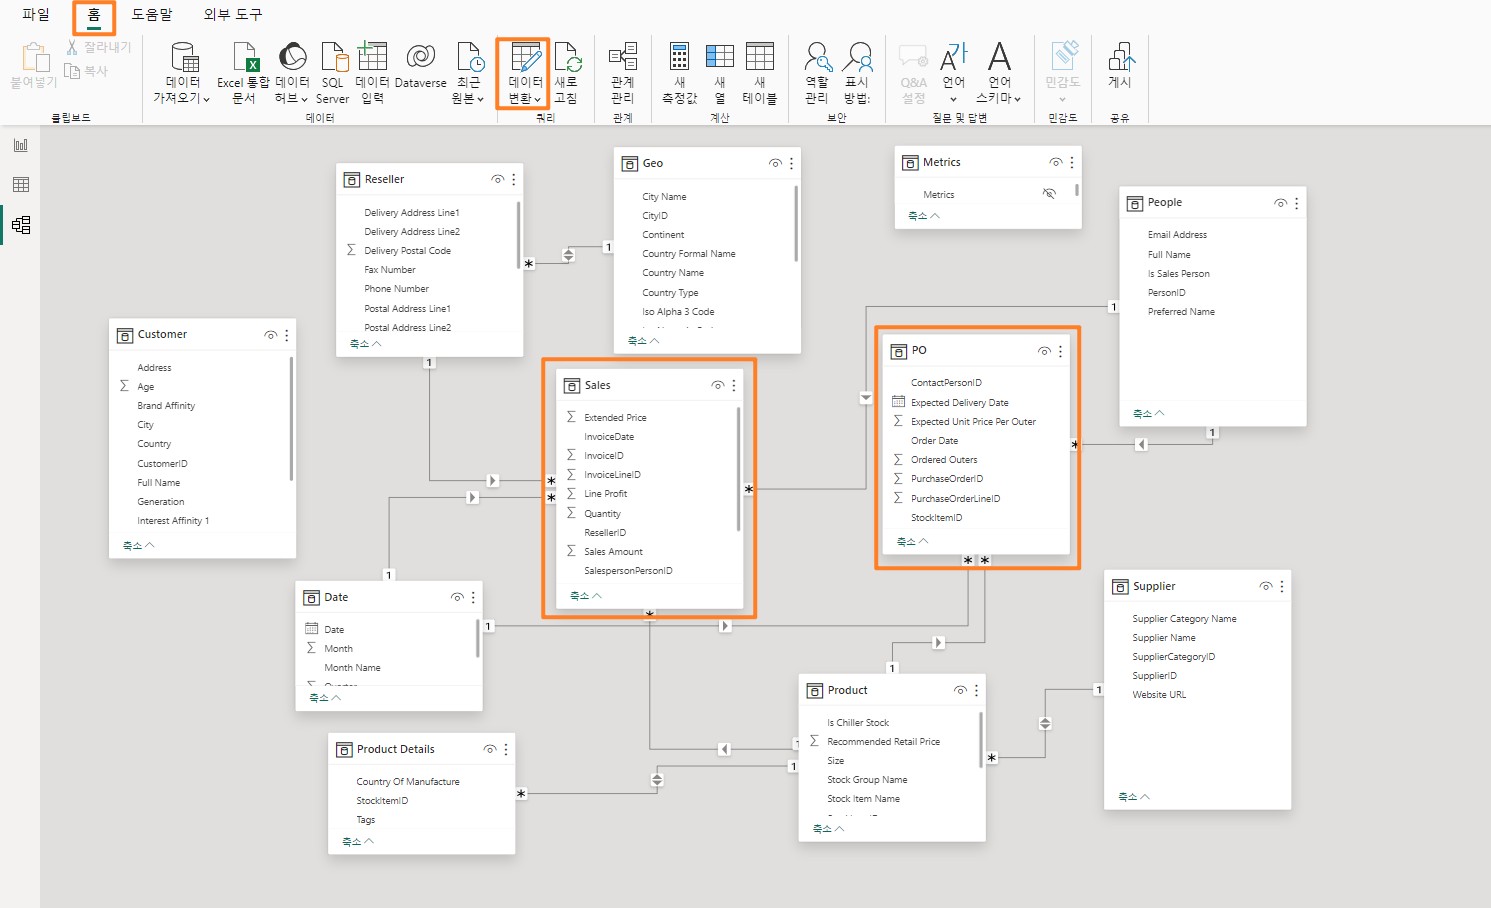 파일 홈 도움말 외부 도구
붙여넣기
잘라내기
복사
데이터
가져오기
Excel 통합
문서
데이터
허브
SQL
Server
데이터
입력
Dataverse
최근
원본
데이터
변환
새로
고침
관계
관리
새
측정값
새
열
새
테이블
역할
관리
표시
방법:
Q&A
설정
언어
언어
스키마
민감도
게시
클립보드
데이터
쿼리
관계
계산
보안
질문 및 답변
민감도
공유
Reseller
Delivery Address Line1
Delivery Address Line2
Delivery Postal Code
Fax Number
Phone Number
Postal Address Line1
Postal Address Line2
축소
Geo
City Name
CityID
Continent
Country Formal Name
Country Name
Country Type
Iso Alpha 3 Code
축소
Metrics
Metrics
축소
People
Email Address
Full Name
Is Sales Person
PersonID
Preferred Name
축소
Customer
Address
Age
Brand Affinity
City
Country
CustomerID
Full Name
Generation
Interest Affinity 1
축소
Sales
Extended Price
InvoiceDate
InvoiceID
InvoiceLineID
Line Profit
Quantity
ResellerID
Sales Amount
SalespersonPersonID
축소
PO
ContactPersonID
Expected Delivery Date
Expected Unit Price Per Outer
Order Date
Ordered Outers
PurchaseOrderID
PurchaseOrderLineID
StockItemID
축소
Date
Date
Month
Month Name
Quarter
축소
Supplier
Supplier Category Name
Supplier Name
SupplierCategoryID
SupplierID
Website URL
축소
Product
Is Chiller Stock
Recommended Retail Price
Size
Stock Group Name
Stock Item Name
축소
Product Details
Country Of Manufacture
StockItemID
Tags
축소
1
*
1
1
*
*
*
1
*
1
1
1
*
*
*
1
1
1
*
*
1